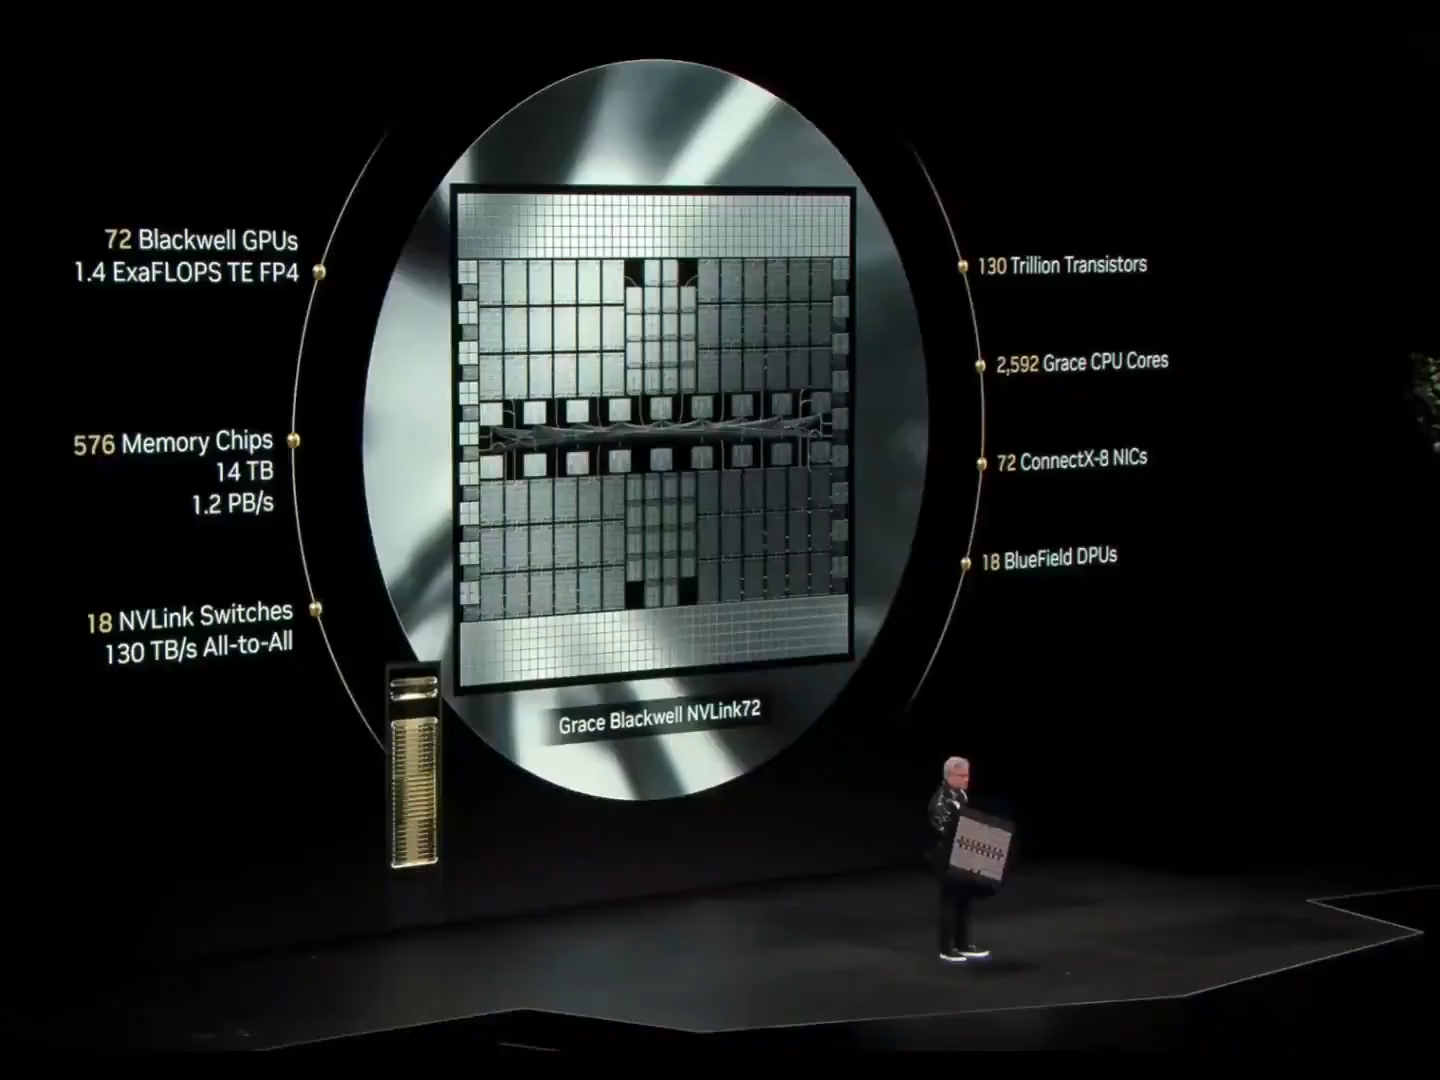 72 Blackwell GPUs
1.4 ExaFLOPS TE FP4
576 Memory Chips
14 TB
1.2 PB/s
18 NVLink Switches
130 TB/s All-to-All
130 Trillion Transistors
2,592 Grace CPU Cores
72 ConnectX-8 NICs
18 BlueField DPUs
Grace Blackwell NVLink72